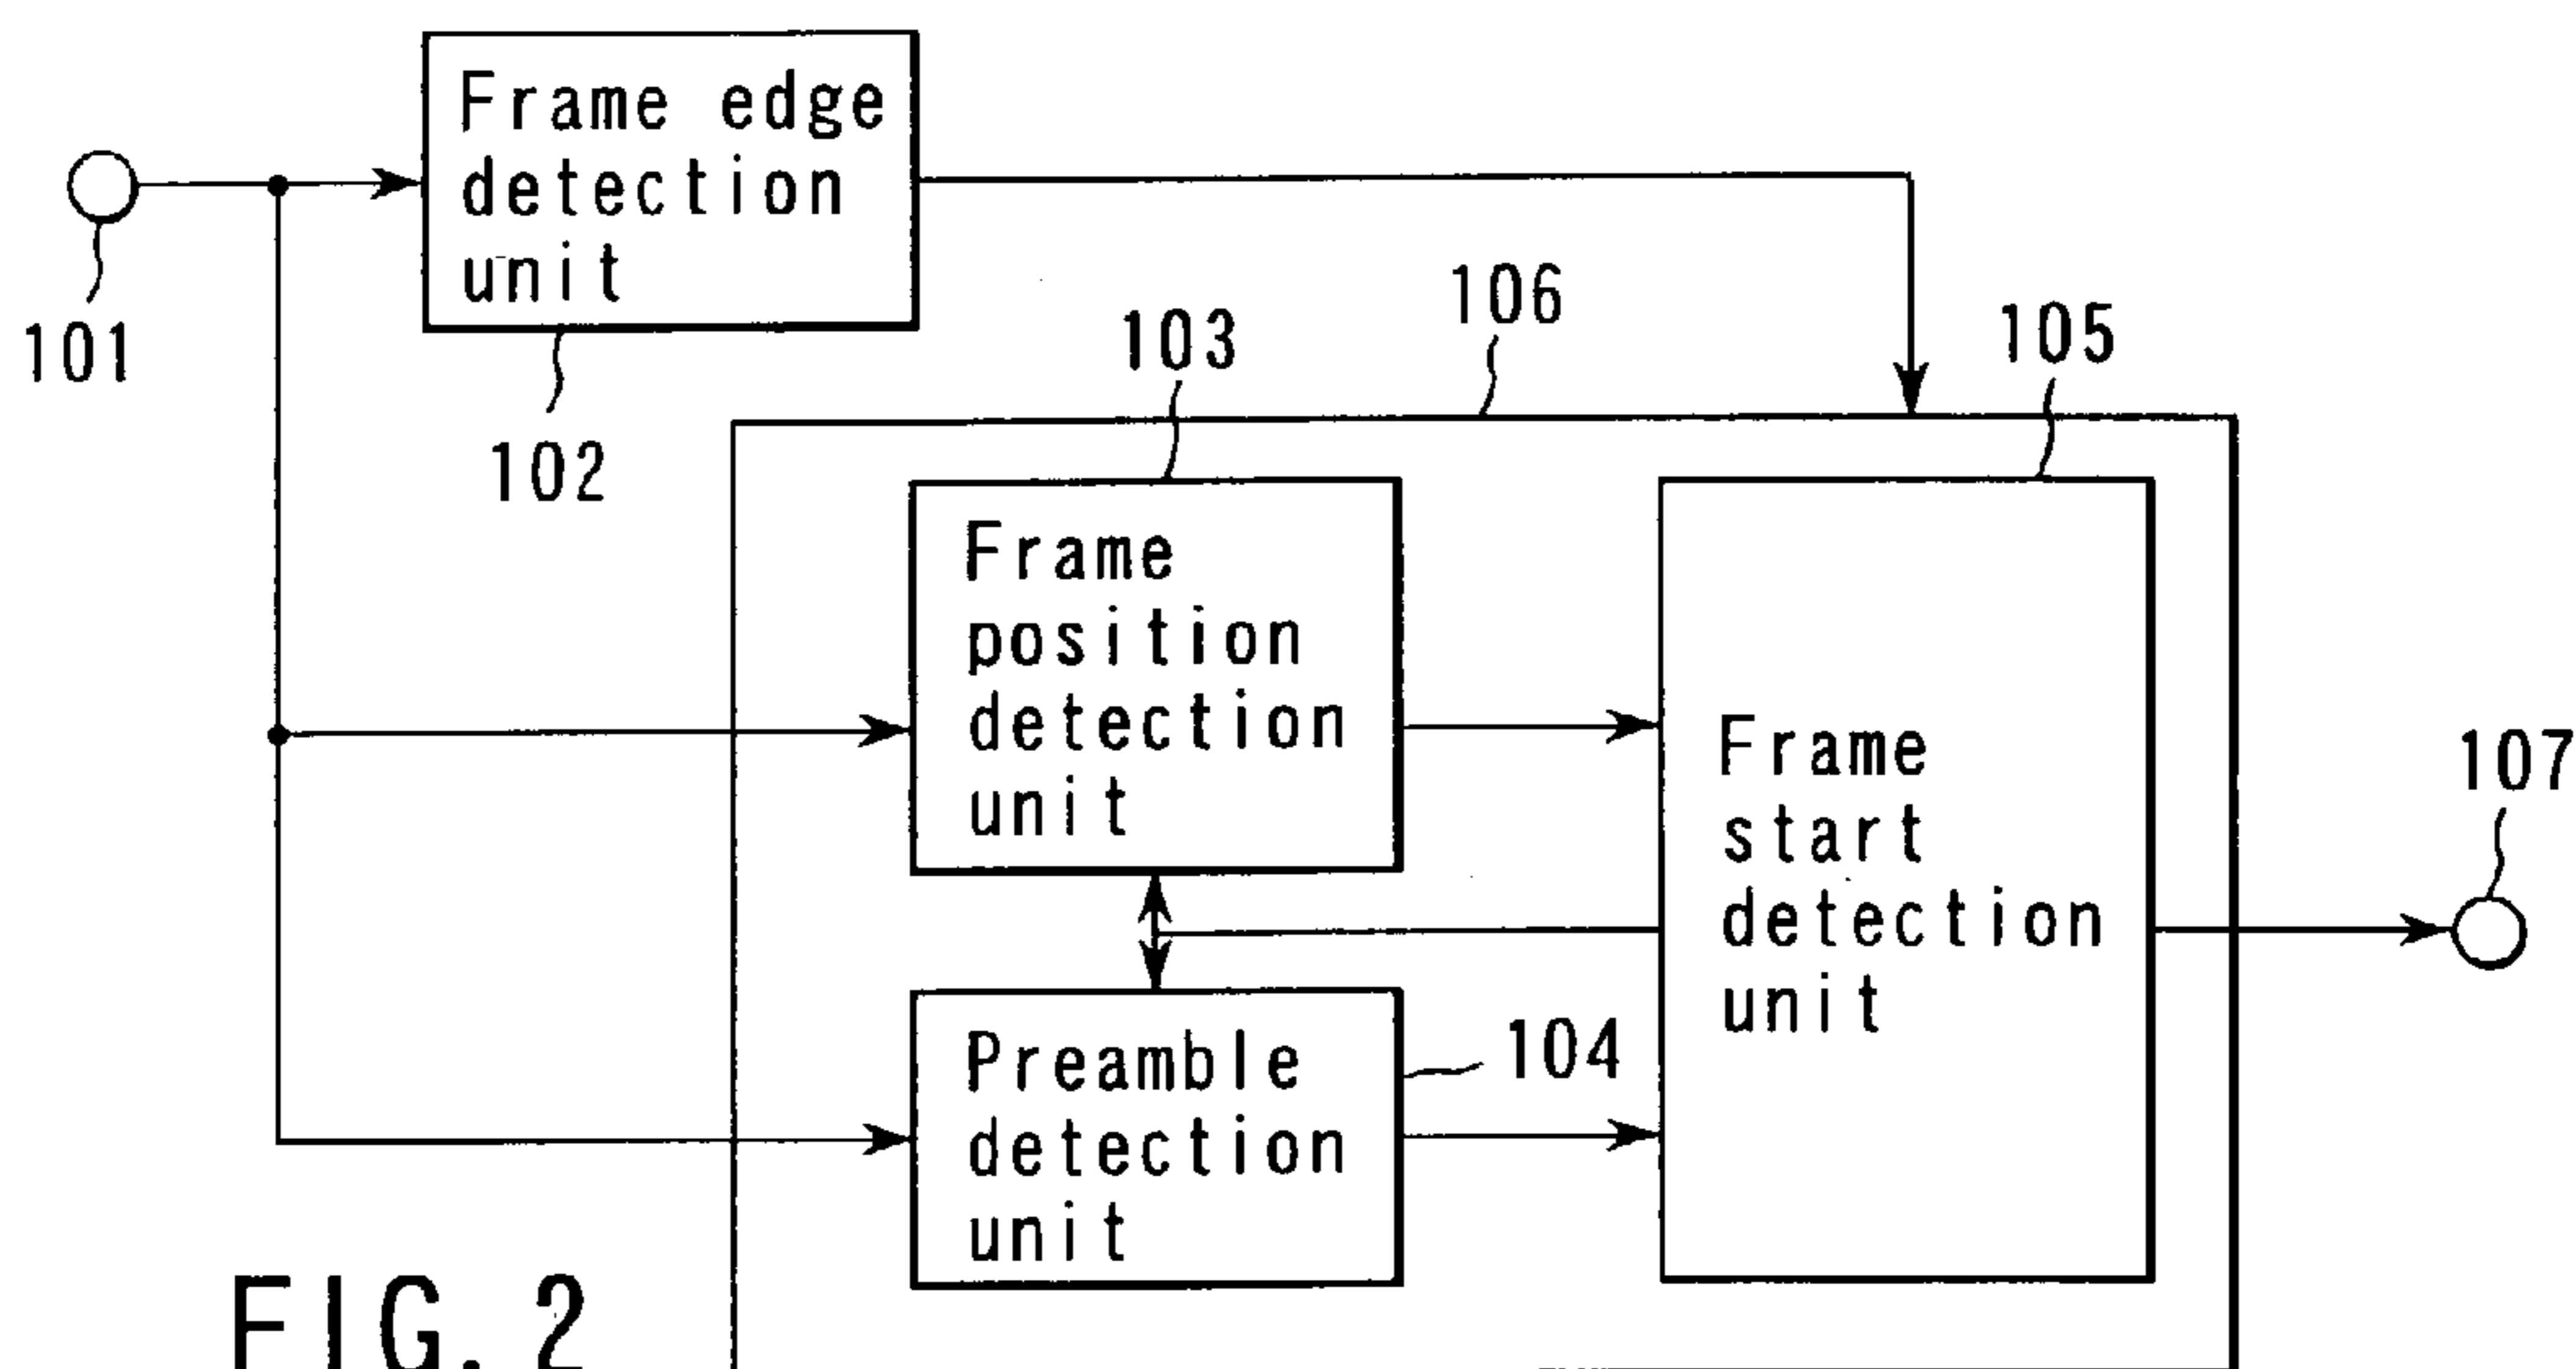 Frame edge
detection
unit
101
102
106
103
105
Frame
position
detection
unit
Frame
start
detection
unit
107
Preamble
detection
unit
104
FIG. 2